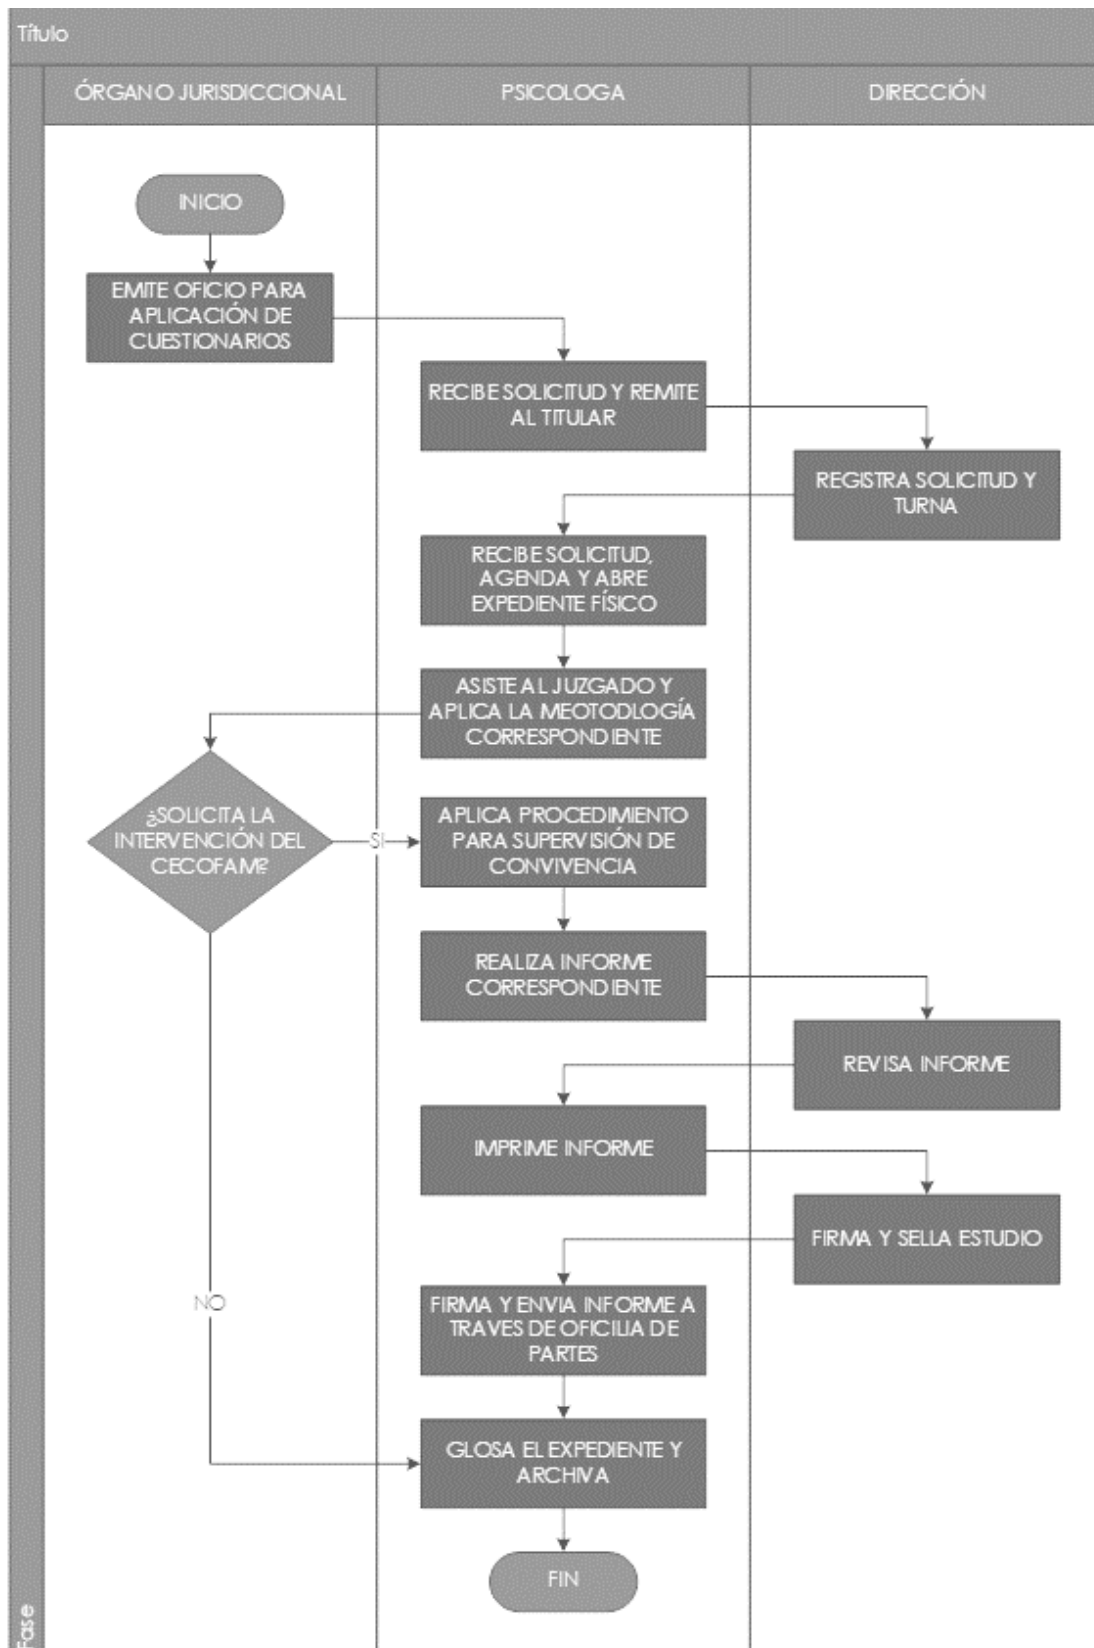 Título
ÓRGANO JURISDICCIONAL
PSICOLOGA
DIRECCIÓN
INICIO
EMITE OFICIO PARA
APLICACIÓN DE
CUESTIONARIOS
RECIBE SOLICITUD Y REMITE
AL TITULAR
REGISTRA SOLICITUD Y
TURNA
RECIBE SOLICITUD,
AGENDA Y ABRE
EXPEDIENTE FÍSICO
ASISTE AL JUZGADO Y
APLICA LA MEOTODLOGÍA
CORRESPONDIENTE
¿SOLICITA LA
INTERVENCIÓN DEL
CECOFAM?
SI
APLICA PROCEDIMIENTO
PARA SUPERVISIÓN DE
CONVIVENCIA
REALIZA INFORME
CORRESPONDIENTE
REVISA INFORME
IMPRIME INFORME
FIRMA Y SELLA ESTUDIO
NO
FIRMA Y ENVIA INFORME A
TRAVES DE OFICILIA DE
PARTES
GLOSA EL EXPEDIENTE Y
ARCHIVA
FIN
Fase